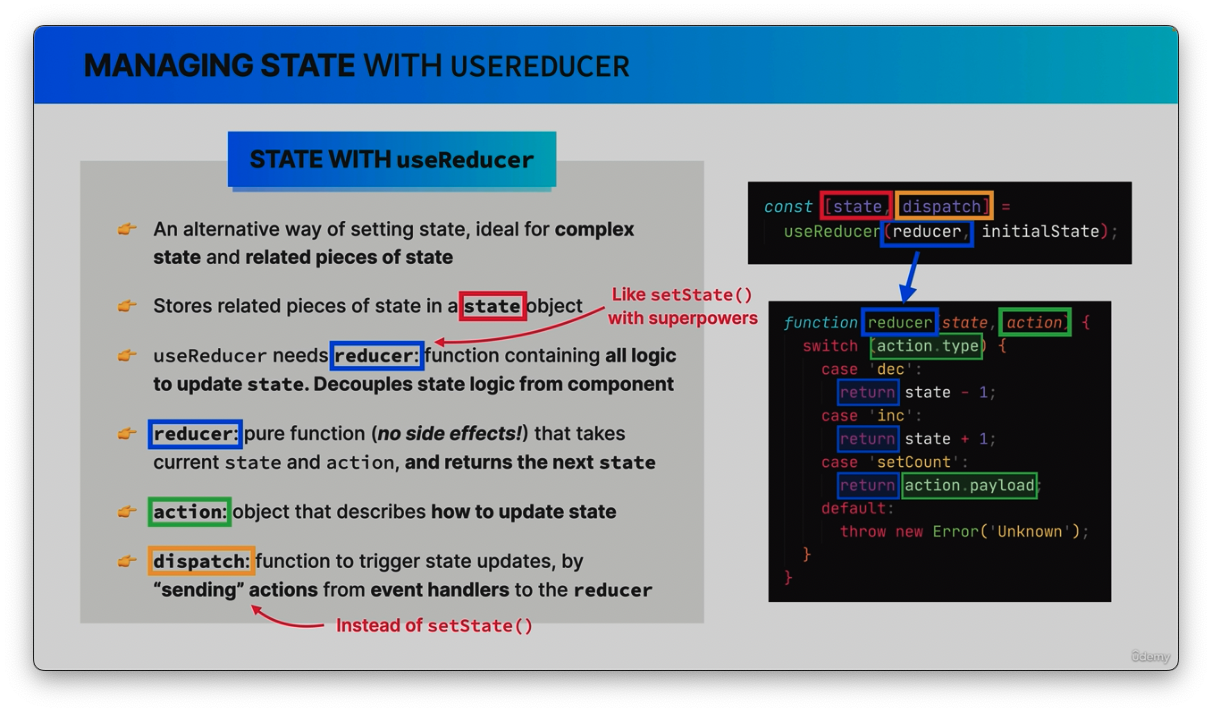 MANAGING STATE WITH USEREDUCER
STATE WITH useReducer
An alternative way of setting state, ideal for complex
state and related pieces of state
Stores related pieces of state in a state object
useReducer needs reducer: function containing all logic
to update state. Decouples state logic from component
reducer: pure function (no side effects!) that takes
current state and action, and returns the next state
action: object that describes how to update state
dispatch: function to trigger state updates, by
“sending” actions from event handlers to the reducer
Like setState()
with superpowers
Instead of setState()
const [state, dispatch] =
useReducer(reducer, initialState);
function reducer(state, action) {
switch (action.type) {
case 'dec':
return state - 1;
case 'inc':
return state + 1;
case 'setCount':
return action.payload;
default:
throw new Error('Unknown');
}
}
ûdemy